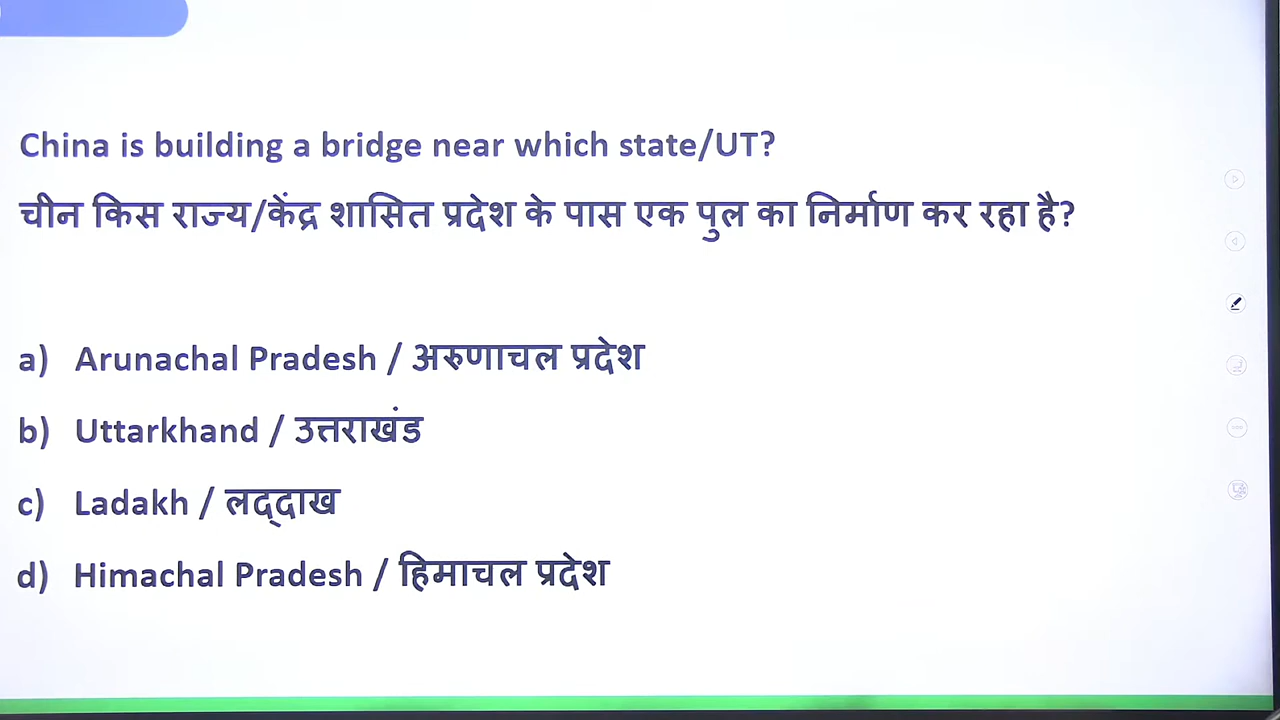 China is building a bridge near which state/UT?
चीन किस राज्य/केंद्र शासित प्रदेश के पास एक पुल का निर्माण कर रहा है?
a) Arunachal Pradesh / अरुणाचल प्रदेश
b) Uttarkhand / उत्तराखंड
c) Ladakh / लद्दाख
d) Himachal Pradesh / हिमाचल प्रदेश